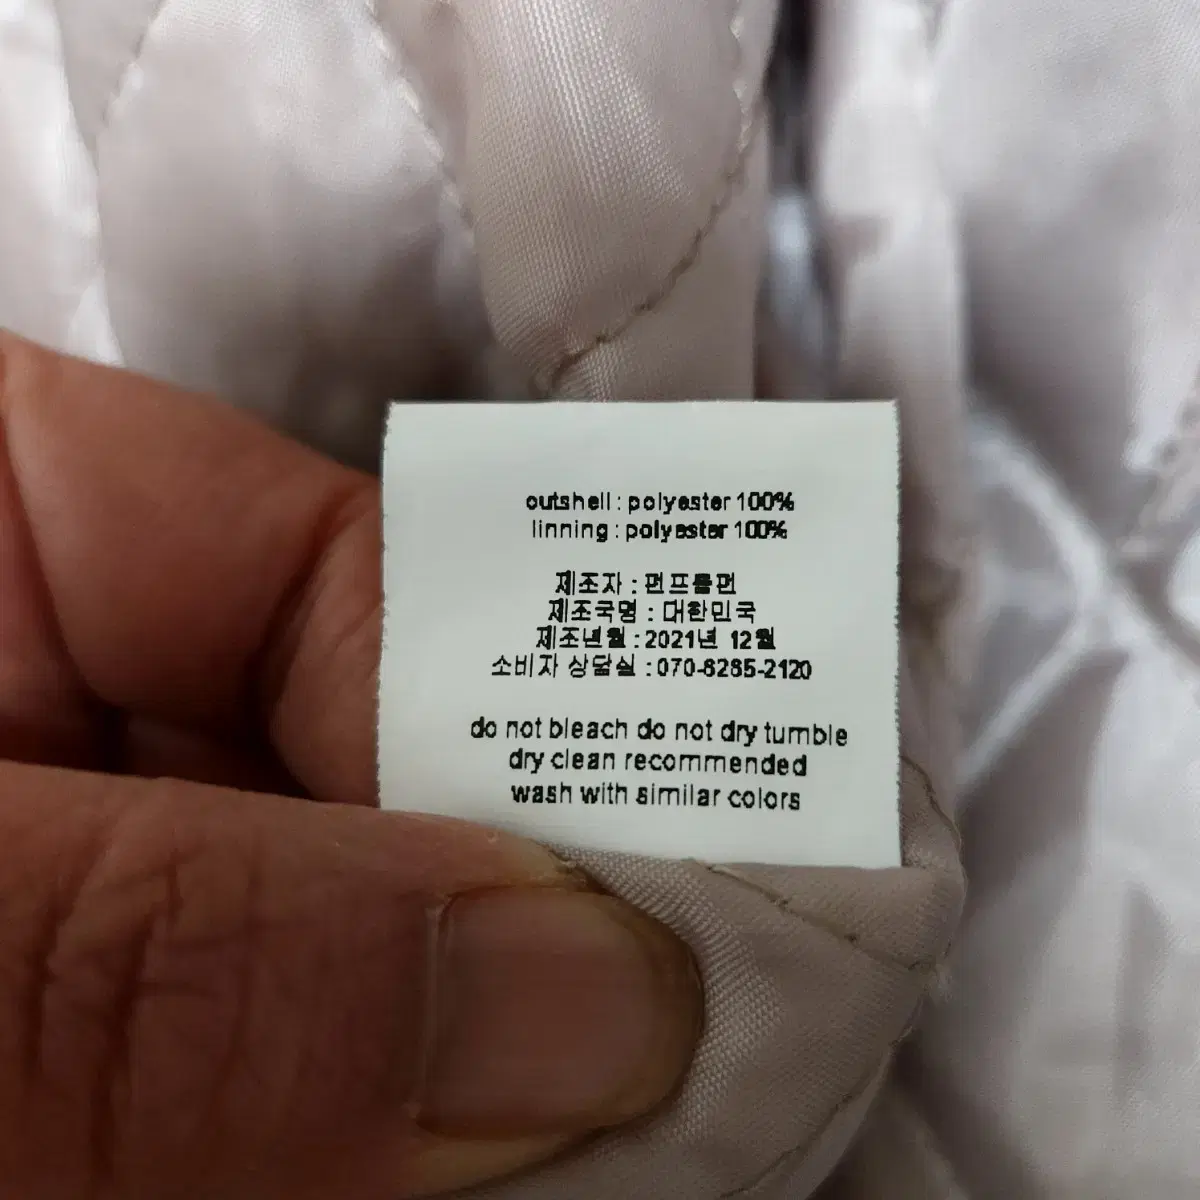 outshell : polyester 100%
linning : polyester 100%
제조자 : 먼프롬먼
제조국명 : 대한민국
제조년월 : 2021년 12월
소비자 상담실 : 070-8285-2120
do not bleach do not dry tumble
dry clean recommended
wash with similar colors